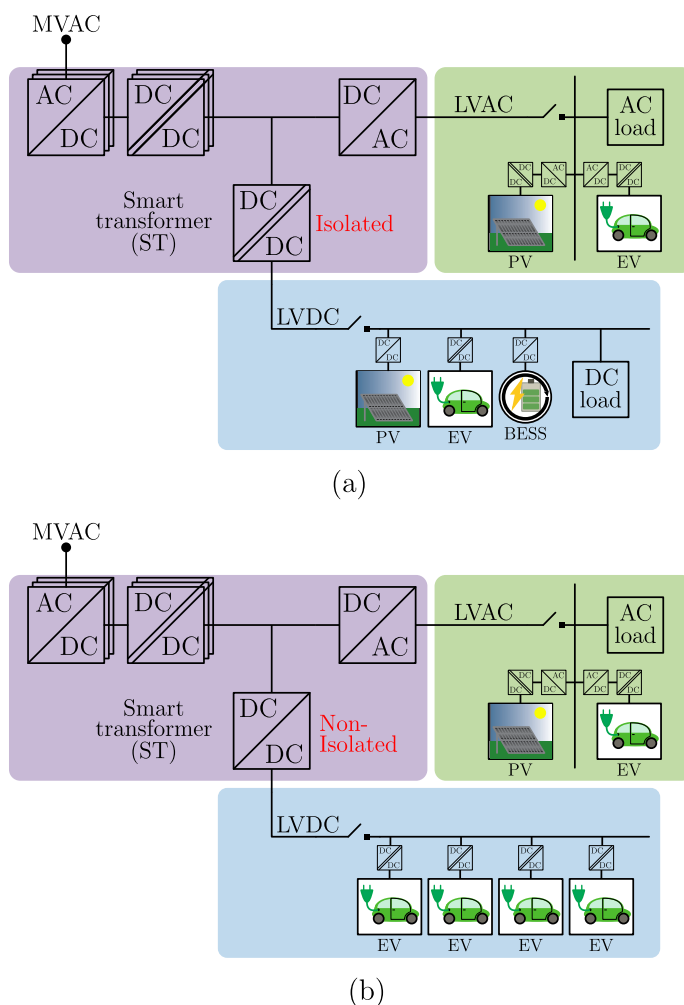 MVAC
AC
DC
DC
DC
DC
AC
LVAC
AC
load
Smart
transformer
(ST)
DC
DC
Isolated
DC
DC
AC
DC
AC
DC
DC
DC
PV
EV
LVDC
DC
DC
DC
DC
DC
DC
PV
EV
BESS
DC
load
(a)
MVAC
AC
DC
DC
DC
DC
AC
LVAC
AC
load
Smart
transformer
(ST)
DC
DC
Non-
Isolated
DC
DC
AC
DC
AC
DC
DC
DC
PV
EV
LVDC
DC
DC
DC
DC
DC
DC
DC
DC
EV
EV
EV
EV
(b)